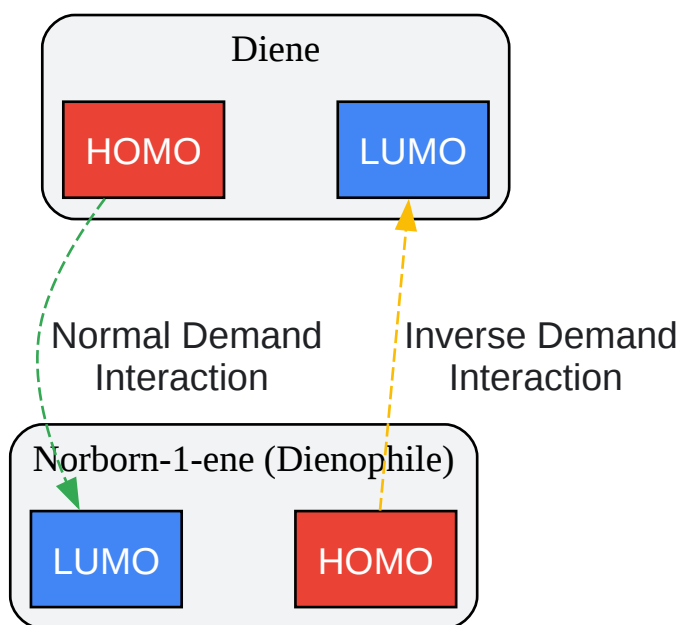 Diene
HOMO
LUMO
Normal Demand
Interaction
Inverse Demand
Interaction
Norborn-1-ene (Dienophile)
LUMO
HOMO